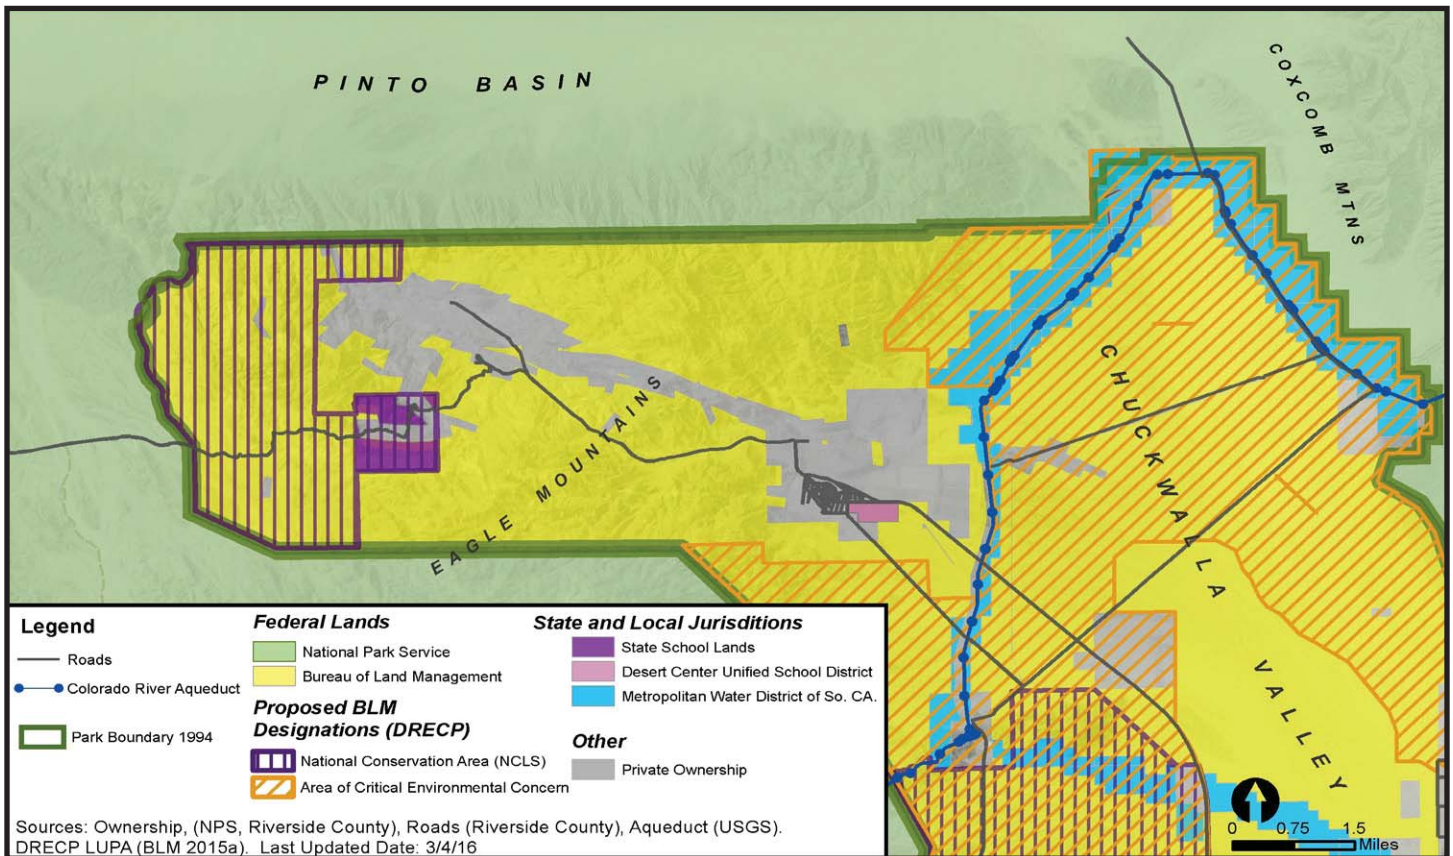 PINTO BASIN
COXCOMB MTNS
CHUCKWALLA VALLEY
EAGLE MOUNTAINS
Legend
Roads
Colorado River Aqueduct
Park Boundary 1994
Federal Lands
National Park Service
Bureau of Land Management
Proposed BLM
Designations (DRECP)
National Conservation Area (NCLS)
Area of Critical Environmental Concern
State and Local Jurisditions
State School Lands
Desert Center Unified School District
Metropolitan Water District of So. CA.
Other
Private Ownership
Sources: Ownership, (NPS, Riverside County), Roads (Riverside County), Aqueduct (USGS).
DRECP LUPA (BLM 2015a). Last Updated Date: 3/4/16
0 0.75 1.5
Miles